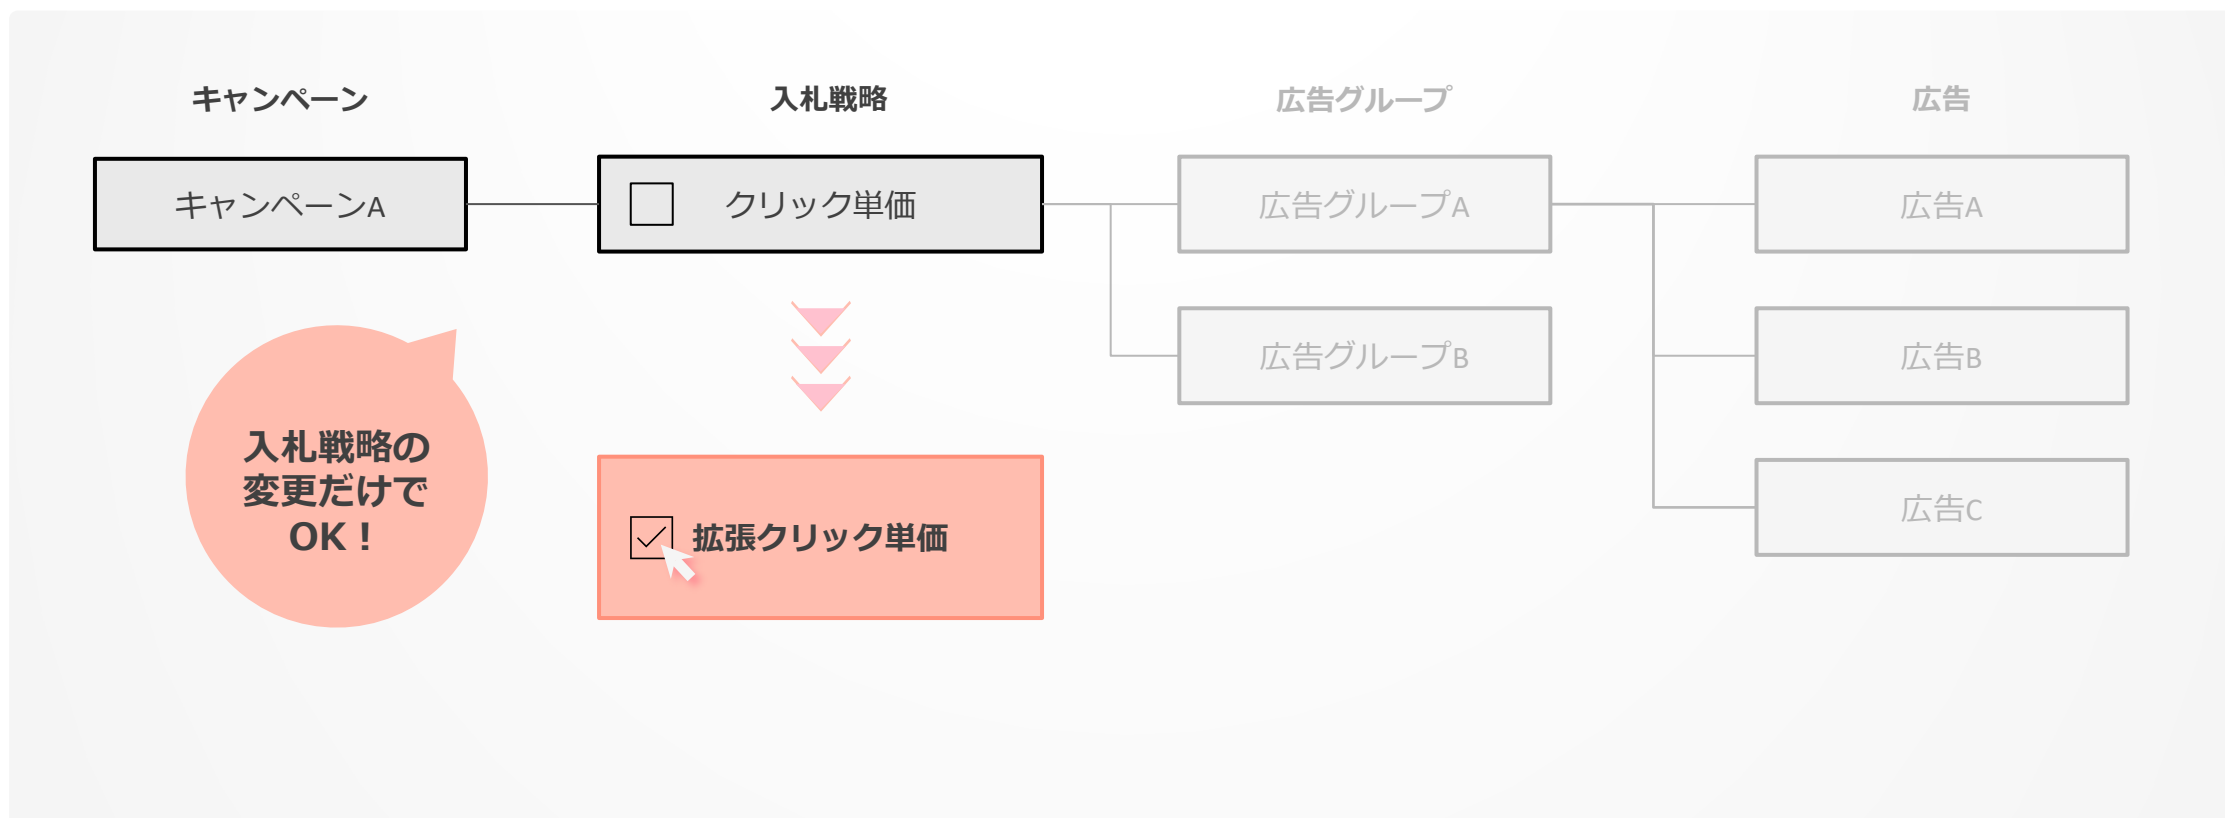 キャンペーン
入札戦略
広告グループ
広告
キャンペーンA
クリック単価
広告グループA
広告A
広告グループB
広告B
入札戦略の
変更だけで
OK！
拡張クリック単価
広告C